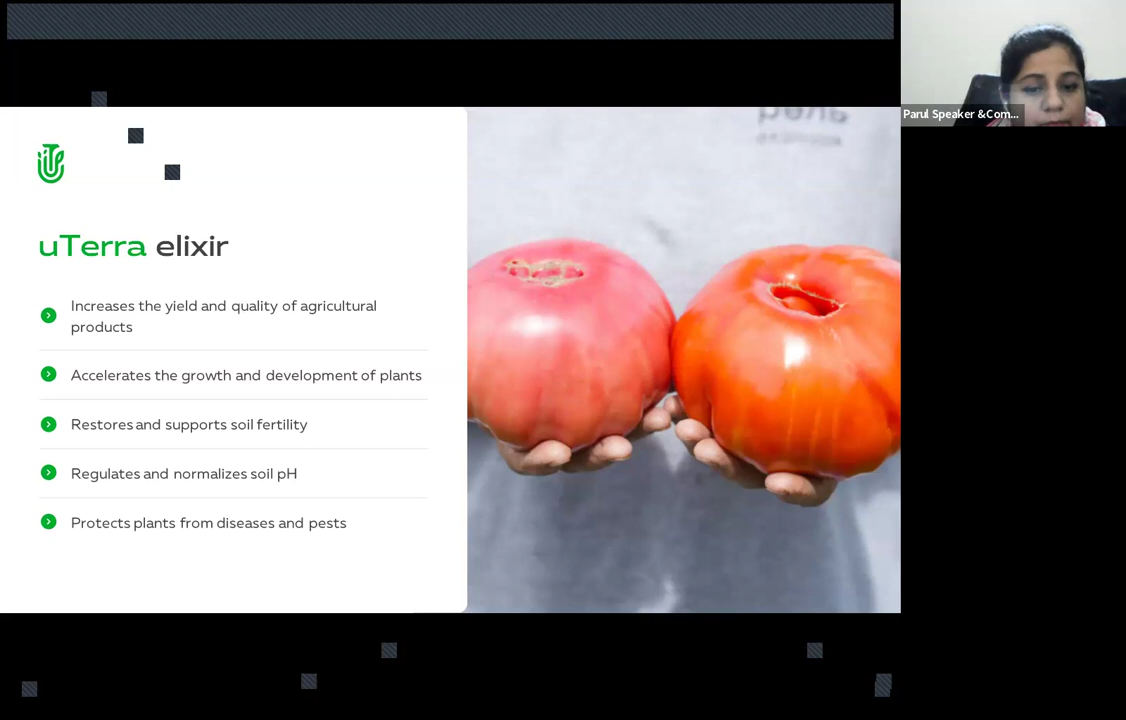 Parul Speaker &Com...
uTerra elixir
Increases the yield and quality of agricultural
products
Accelerates the growth and development of plants
Restores and supports soil fertility
Regulates and normalizes soil pH
Protects plants from diseases and pests